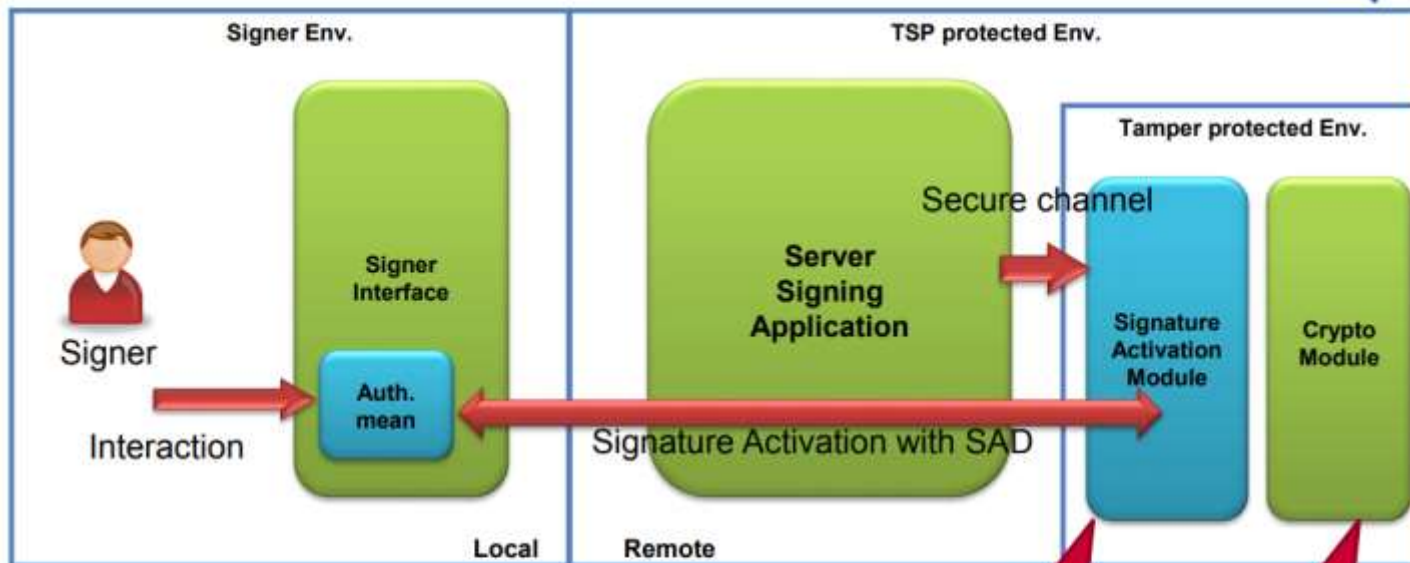 Signer Env.
TSP protected Env.
Tamper protected Env.
Secure channel
Signer
Interface
Server
Signing
Application
Signature
Activation
Module
Crypto
Module
Signer
Auth.
mean
Interaction
Signature Activation with SAD
Local
Remote